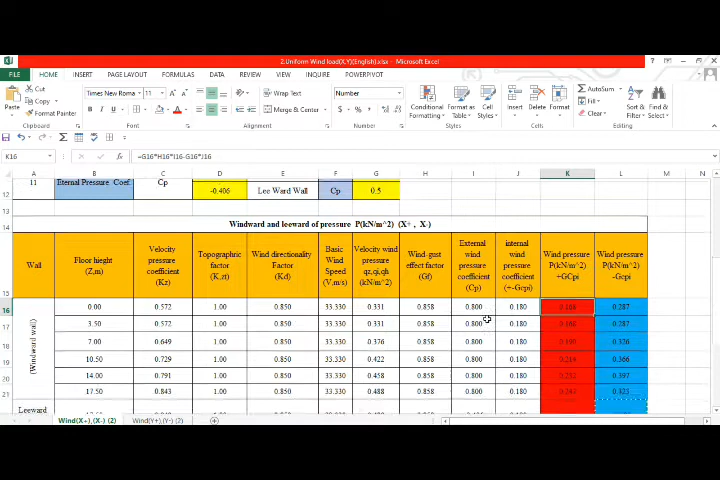 2.Uniform Wind load(X,Y)(English).xlsx - Microsoft Excel
FILE HOME INSERT PAGE LAYOUT FORMULAS DATA REVIEW VIEW INQUIRE POWERPIVOT
Cut Times New Roma 11 Wrap Text Number AutoSum
Copy Fill
Paste Format Painter B I U Merge & Center $ % Conditional Format as Cell Insert Delete Format Clear Sort & Find &
Formatting Table Styles Filter Select
Clipboard Font Alignment Number Styles Cells Editing
K16 fx =G16*H16*I16-G16*J16
A B C D E F G H I J K L M N
11 Eternal Pressure Coef. Cp
12 -0.406 Lee Ward Wall Cp 0.5
13
14 Windward and leeward of pressure P(kN/m^2) (X+ , X-)
15 Wall Floor hieght (Z,m) Velocity pressure coefficient (Kz) Topographic factor (K,zt) Wind directionality Factor (Kd) Basic Wind Speed (V.m/s) Velocity wind pressure qz,qi,qh (kN/m^2) Wind-gust effect factor (Gf) External wind pressure coefficient (Cp) internal wind pressure coefficient (+-Gcpi) Wind pressure P(kN/m^2) +GCpi Wind pressure P(kN/m^2) -Gcpi
(Windward wall)
16 0.00 0.572 1.00 0.850 33.330 0.331 0.858 0.800 0.180 0.287
17 3.50 0.572 1.00 0.850 33.330 0.331 0.858 0.800 0.180 0.287
18 7.00 0.649 1.00 0.850 33.330 0.376 0.858 0.800 0.180 0.326
19 10.50 0.729 1.00 0.850 33.330 0.422 0.858 0.800 0.180 0.366
20 14.00 0.791 1.00 0.850 33.330 0.458 0.858 0.800 0.180 0.397
21 17.50 0.843 1.00 0.850 33.330 0.488 0.858 0.800 0.180 0.423
Leeward
Wind(X+),(X-) (2) Wind(Y+),(Y-) (2)